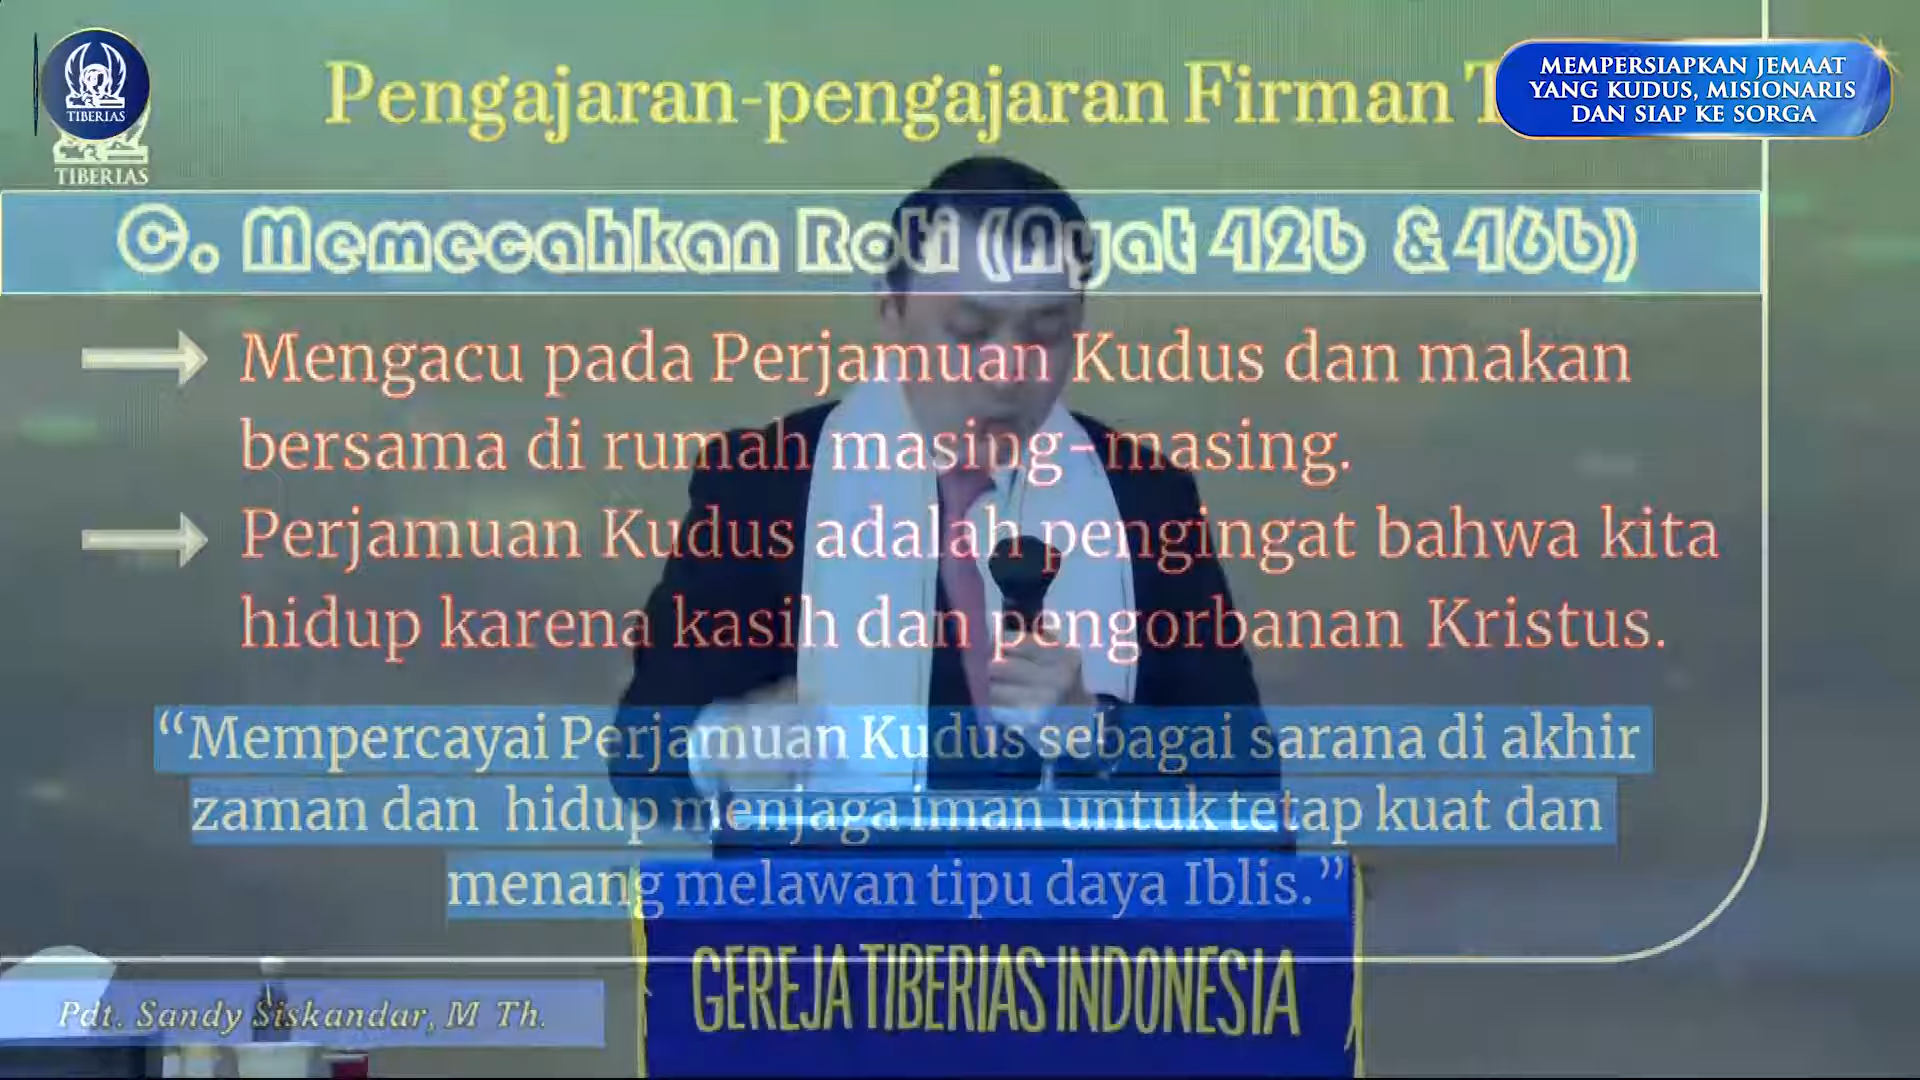 TIBERIAS
TIBERIAS
Pengajaran-pengajaran Firman T
MEMPERSIAPKAN JEMAAT
YANG KUDUS, MISIONARIS
DAN SIAP KE SORGA
C. Memecahkan Roti (Ayat 42b & 46b)
Mengacu pada Perjamuan Kudus dan makan
bersama di rumah masing-masing.
Perjamuan Kudus adalah pengingat bahwa kita
hidup karena kasih dan pengorbanan Kristus.
“Mempercayai Perjamuan Kudus sebagai sarana di akhir
zaman dan hidup menjaga iman untuk tetap kuat dan
menang melawan tipu daya Iblis.”
GEREJA TIBERIAS INDONESIA
Pdt. Sandy Siskandar, M Th.